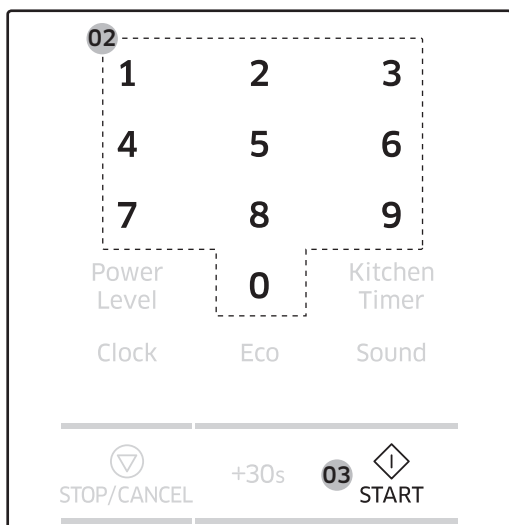 02
1 2 3
4 5 6
7 8 9
Power Level 0 Kitchen Timer
Clock Eco Sound
STOP/CANCEL +30s 03 START